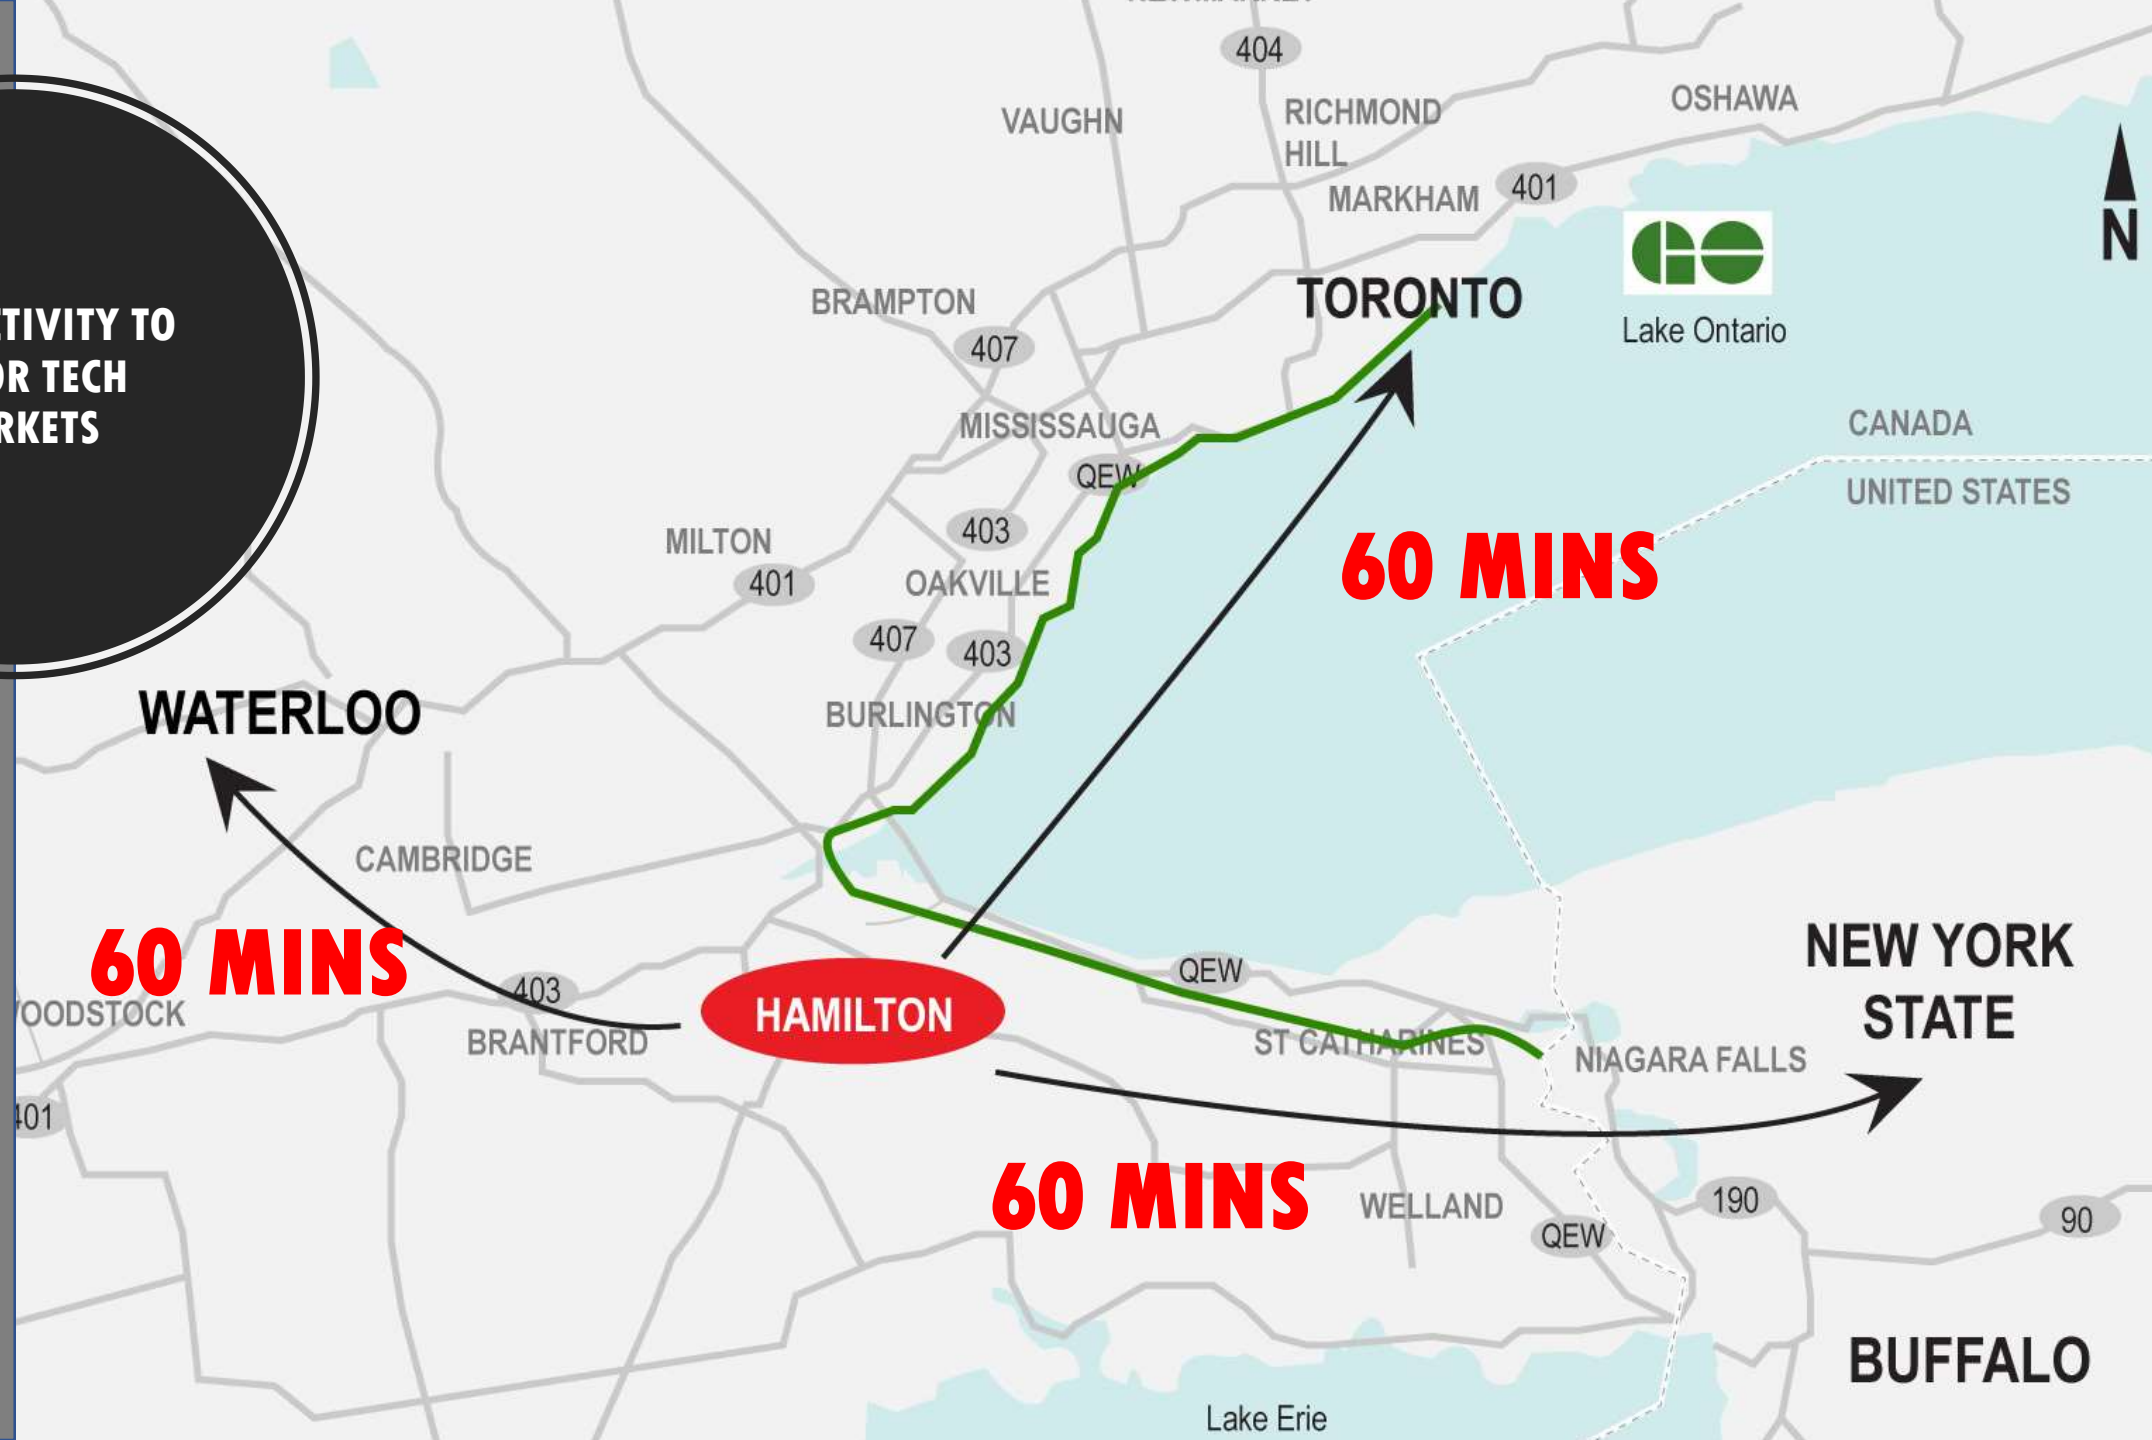 404
VAUGHN
RICHMOND
HILL
OSHAWA
MARKHAM
401
N
GO
Lake Ontario
BRAMPTON
TORONTO
407
CTIVITY TO
OR TECH
RKETS
MISSISSAUGA
QEW
CANADA
UNITED STATES
403
MILTON
401
OAKVILLE
60 MINS
407
403
WATERLOO
BURLINGTON
CAMBRIDGE
60 MINS
403
OODSTOCK
BRANTFORD
HAMILTON
QEW
ST CATHARINES
NIAGARA FALLS
NEW YORK
STATE
401
60 MINS
WELLAND
QEW
190
90
BUFFALO
Lake Erie